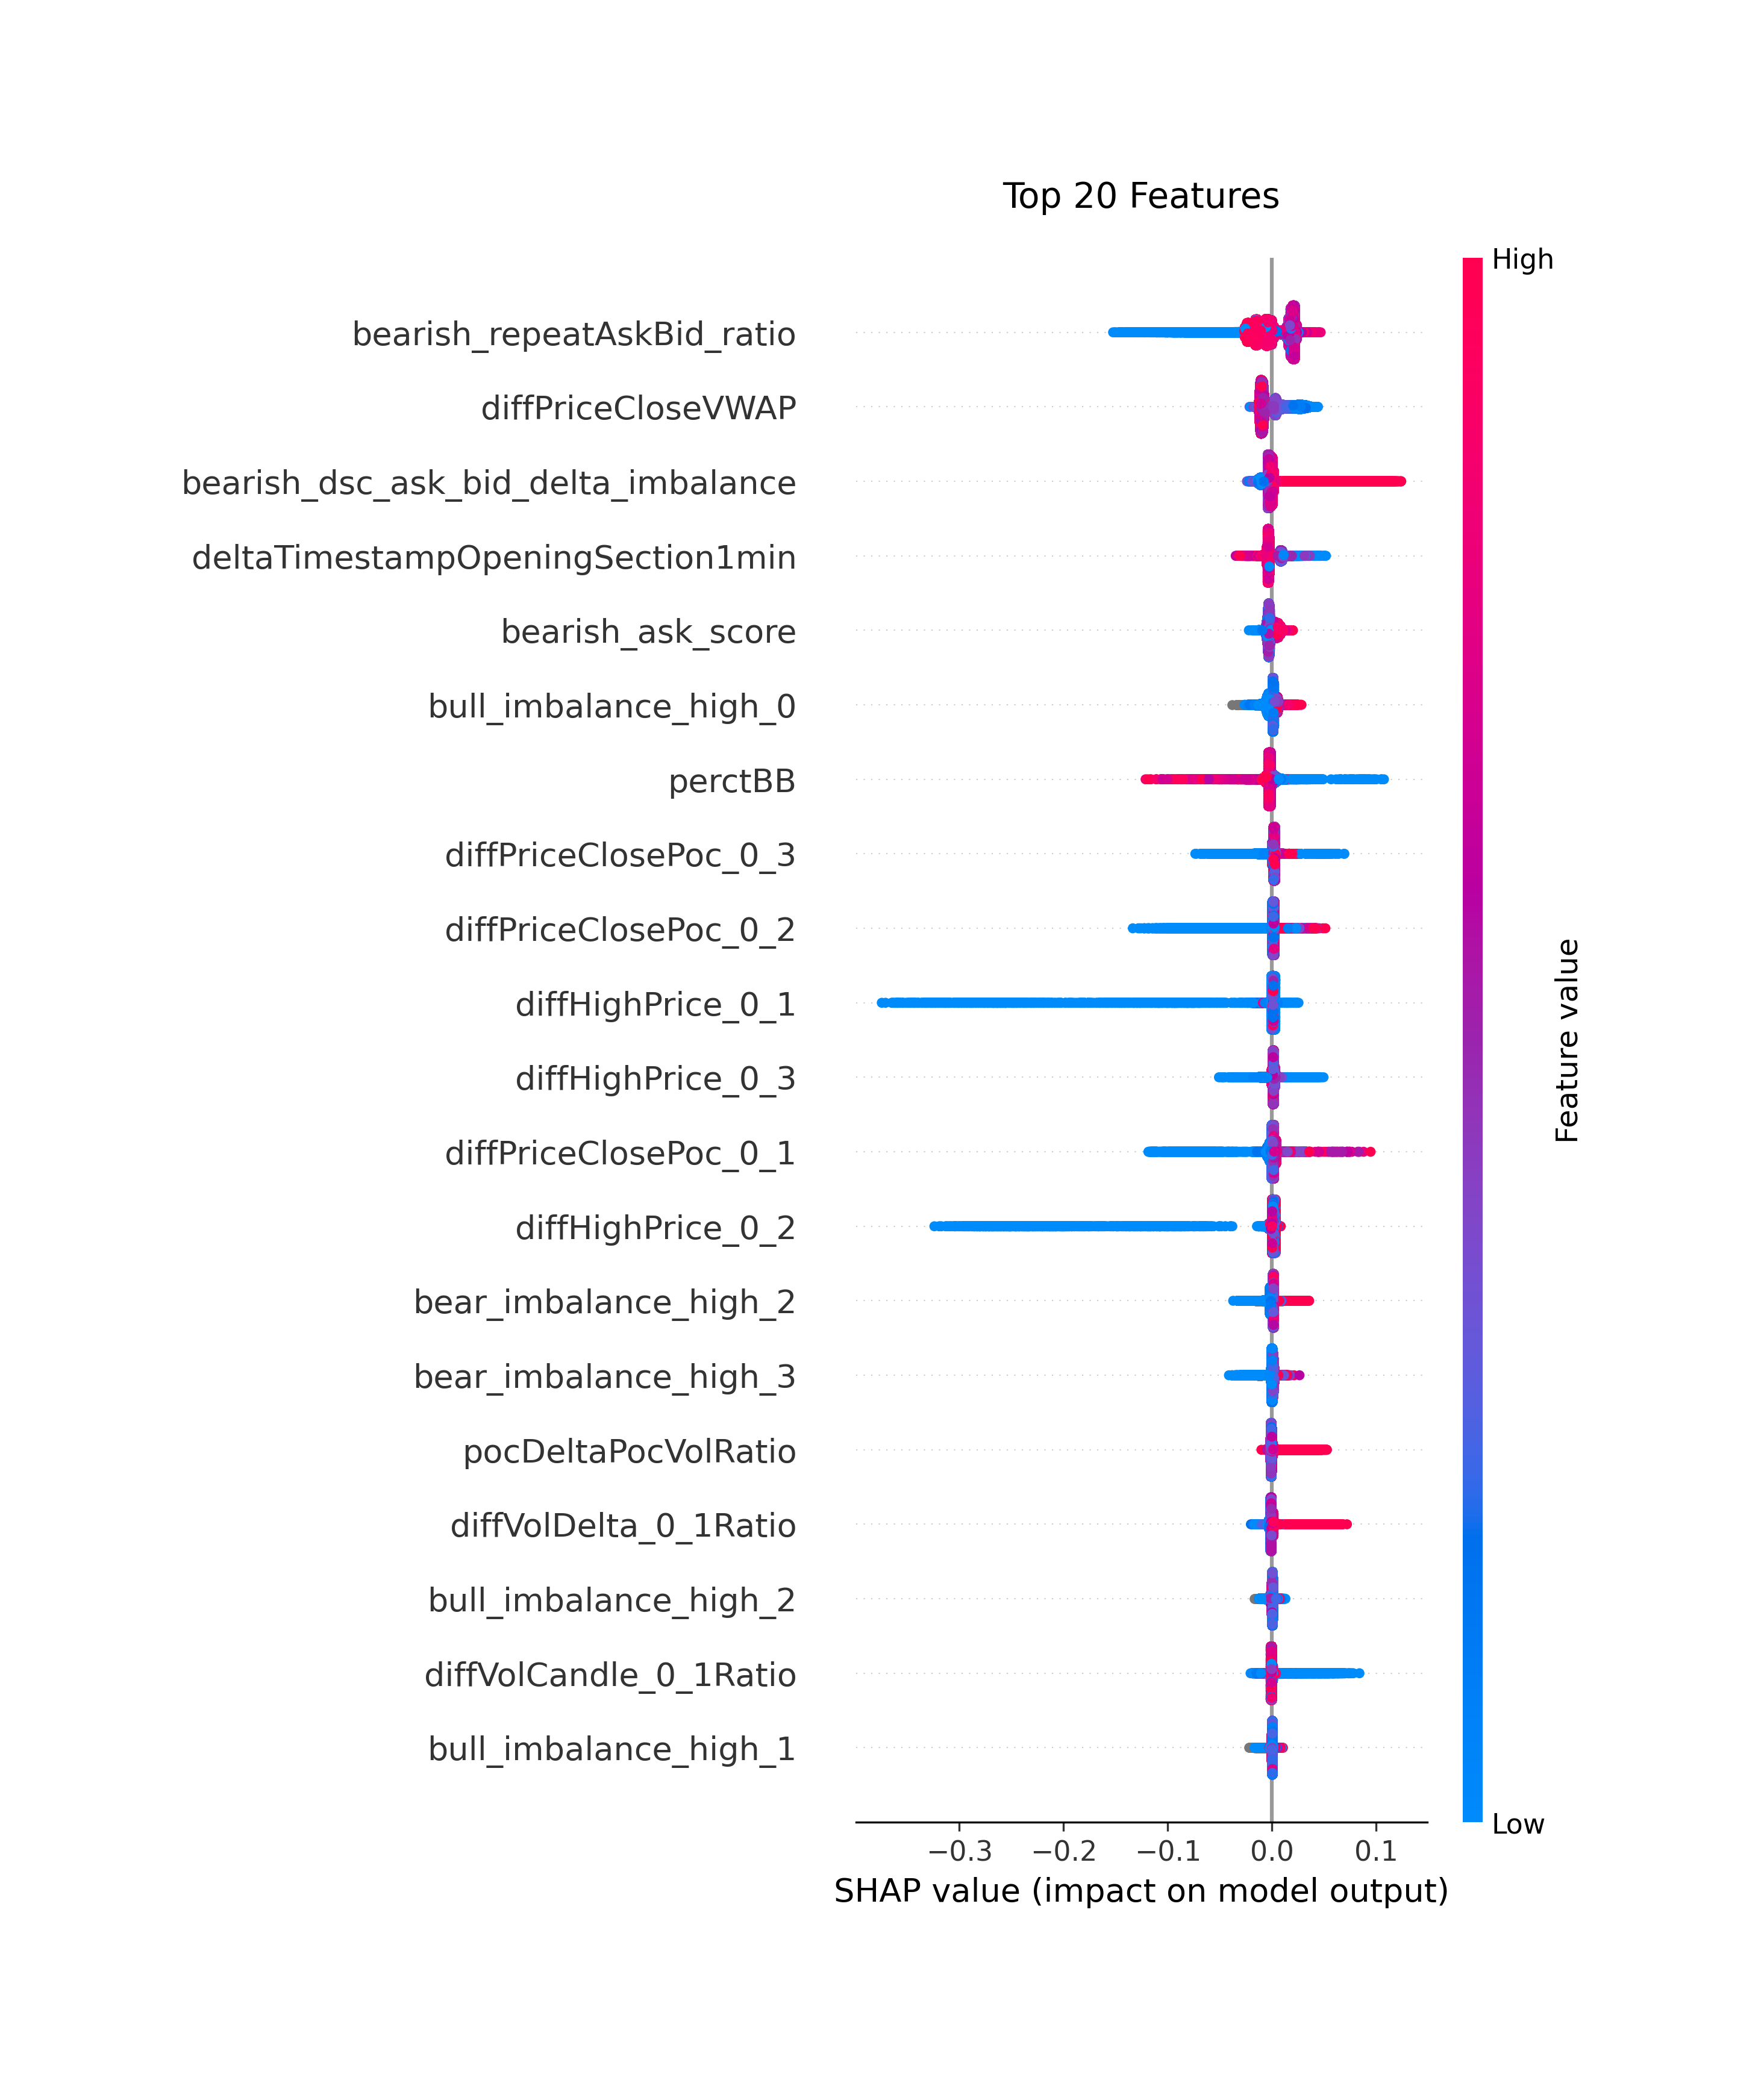 Top 20 Features
High
bearish_repeatAskBid_ratio
diffPriceCloseVWAP
bearish_dsc_ask_bid_delta_imbalance
deltaTimestampOpeningSection1min
bearish_ask_score
bull_imbalance_high_0
perctBB
diffPriceClosePoc_0_3
diffPriceClosePoc_0_2
diffHighPrice_0_1
diffHighPrice_0_3
diffPriceClosePoc_0_1
diffHighPrice_0_2
bear_imbalance_high_2
bear_imbalance_high_3
pocDeltaPocVolRatio
diffVolDelta_0_1Ratio
bull_imbalance_high_2
diffVolCandle_0_1Ratio
bull_imbalance_high_1
Feature value
Low
−0.3 −0.2 −0.1 0.0 0.1
SHAP value (impact on model output)